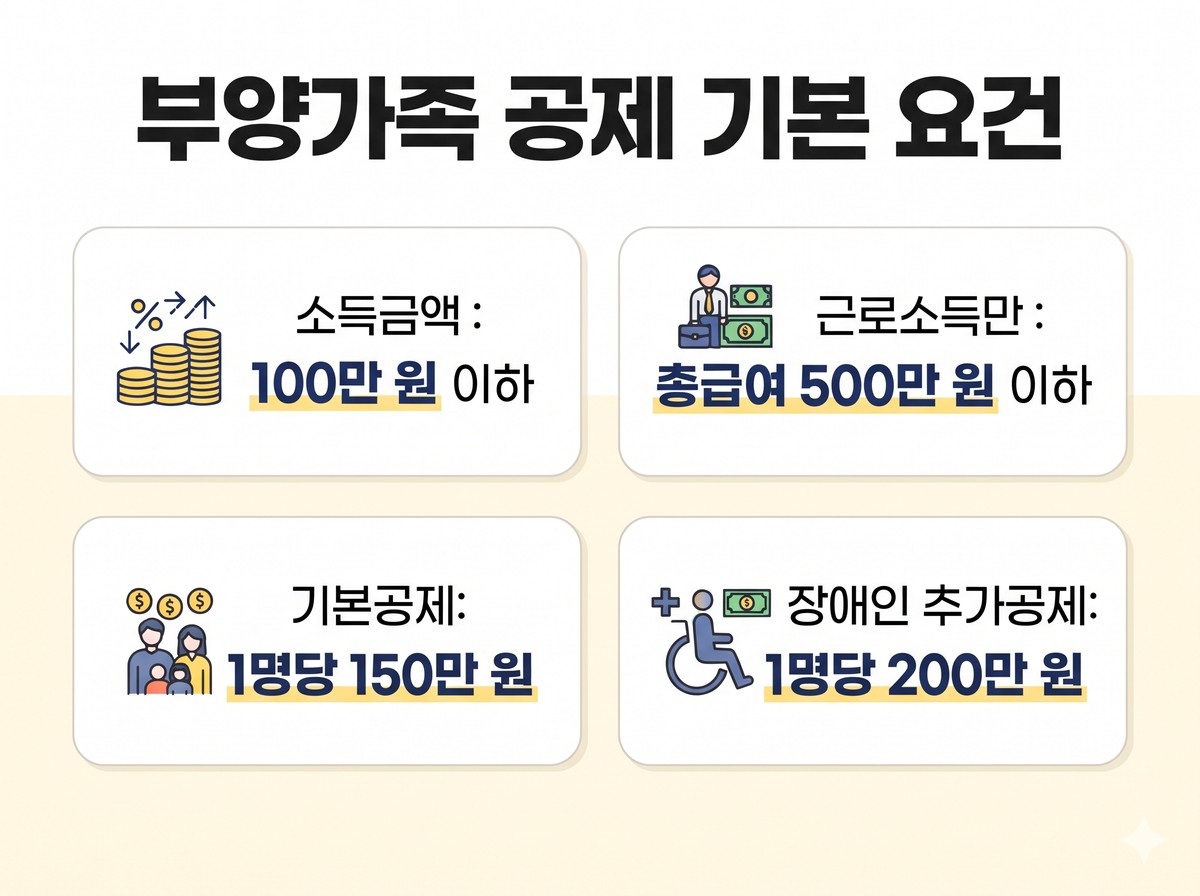 부양가족 공제 기본 요건
소득금액 :
100만 원 이하
근로소득만 :
총급여 500만 원 이하
기본공제:
1명당 150만 원
장애인 추가공제:
1명당 200만 원